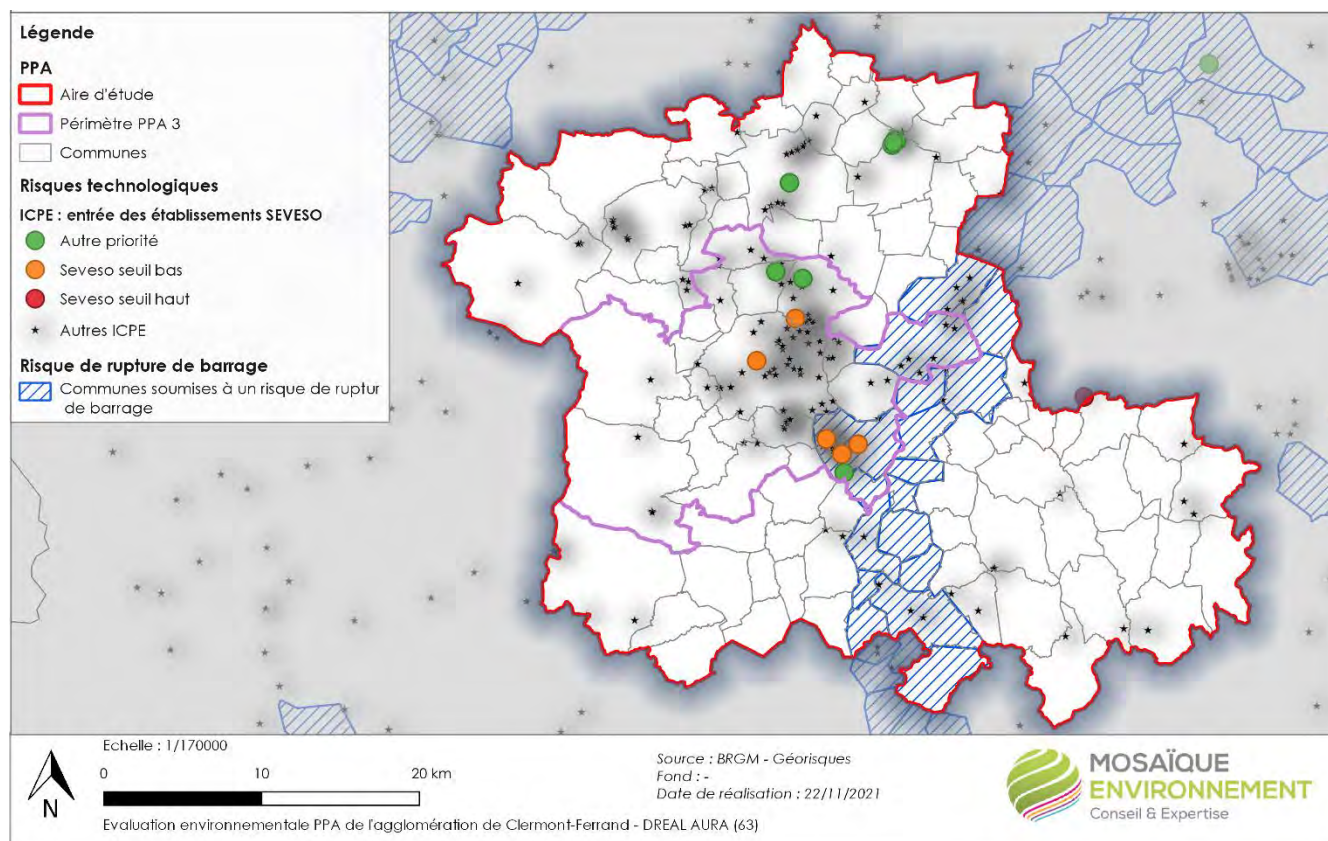 Légende
PPA
Aire d'étude
Périmètre PPA 3
Communes
Risques technologiques
ICPE : entrée des établissements SEVESO
Autre priorité
Seveso seuil bas
Seveso seuil haut
Autres ICPE
Risque de rupture de barrage
Communes soumises à un risque de ruptur
de barrage
N
Echelle : 1/170000
0 10 20 km
Evaluation environnementale PPA de l'agglomération de Clermont-Ferrand - DREAL AURA (63)
Source : BRGM - Géorisques
Fond : -
Date de réalisation : 22/11/2021
MOSAÏQUE
ENVIRONNEMENT
Conseil & Expertise